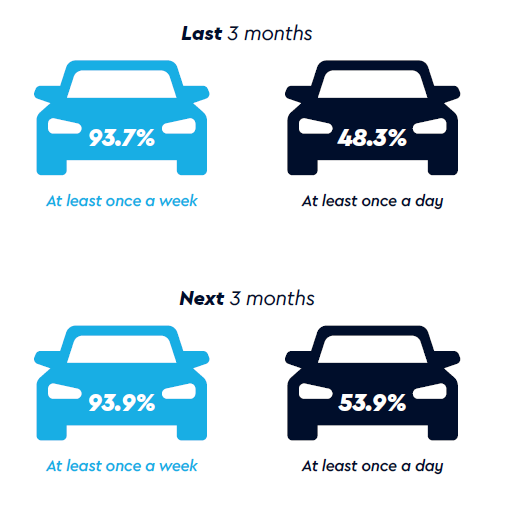 Last 3 months
93.7%
48.3%
At least once a week
At least once a day
Next 3 months
93.9%
53.9%
At least once a week
At least once a day